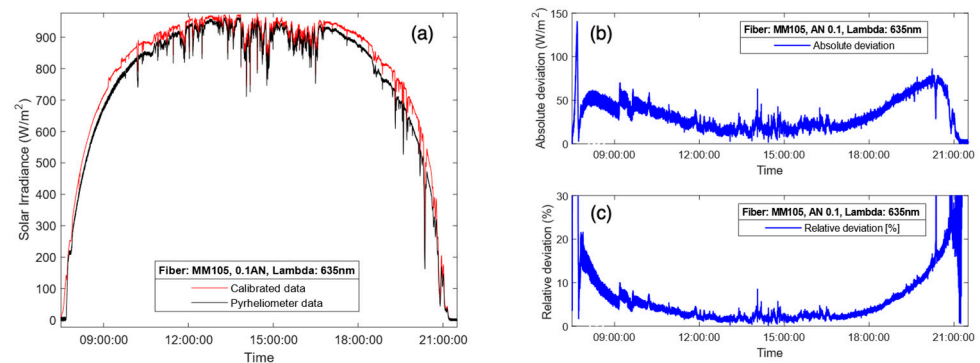 (a)
900
800
700
600
500
400
300
200
100
0
Solar Irradiance (W/m²)
Fiber: MM105, 0.1AN, Lambda: 635nm
Calibrated data
Pyrheliometer data
09:00:00 12:00:00 15:00:00 18:00:00 21:00:00
Time
(b)
150
100
50
0
Absolute deviation (W/m²)
Fiber: MM105, AN 0.1, Lambda: 635nm
Absolute deviation
09:00:00 12:00:00 15:00:00 18:00:00 21:00:00
Time
(c)
30
20
10
0
Relative deviation (%)
Fiber: MM105, AN 0.1, Lambda: 635nm
Relative deviation [%]
09:00:00 12:00:00 15:00:00 18:00:00 21:00:00
Time